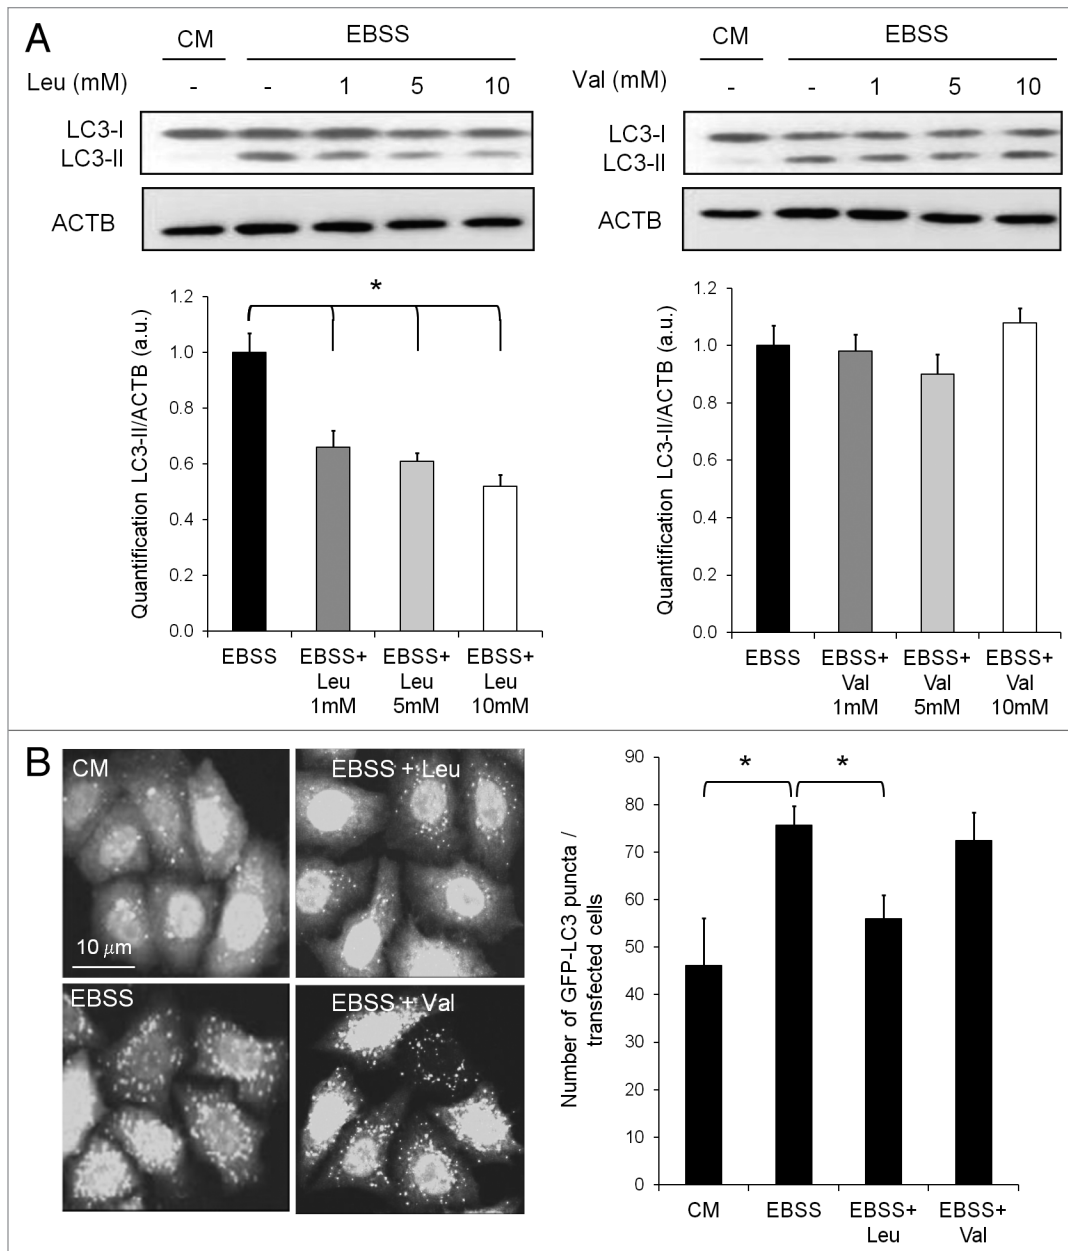 A
CM EBSS
Leu (mM) - - 1 5 10
LC3-I
LC3-II
ACTB
CM EBSS
Val (mM) - - 1 5 10
LC3-I
LC3-II
ACTB
Quantification LC3-II/ACTB (a.u.)
1.2
1.0
0.8
0.6
0.4
0.2
0.0
*
EBSS EBSS+ EBSS+ EBSS+
Leu Leu Leu
1mM 5mM 10mM
Quantification LC3-II/ACTB (a.u.)
1.2
1.0
0.8
0.6
0.4
0.2
0.0
EBSS EBSS+ EBSS+ EBSS+
Val Val Val
1mM 5mM 10mM
B
CM
10 μm
EBSS + Leu
EBSS
EBSS + Val
Number of GFP-LC3 puncta /
transfected cells
90
80
70
60
50
40
30
20
10
0
* *
CM EBSS EBSS+ EBSS+
Leu Val